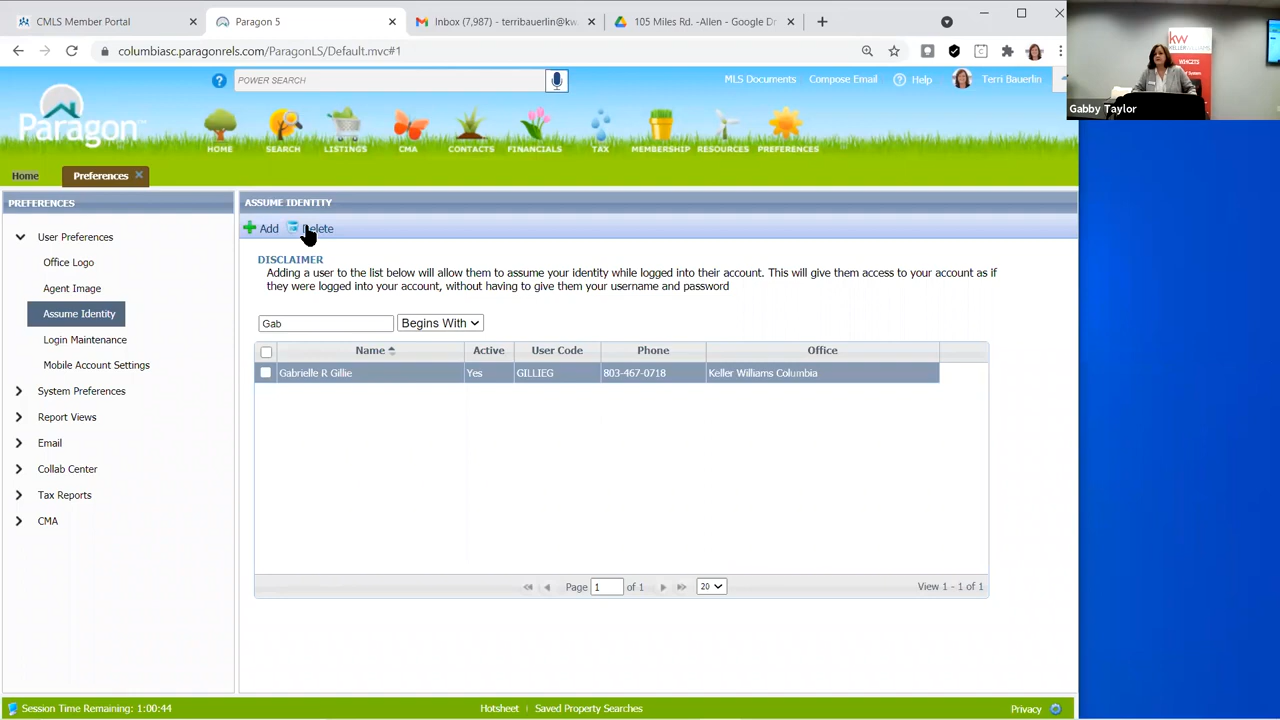 CMLS Member Portal
Paragon 5
Inbox (7,987) - terribauerlin@kw.
105 Miles Rd. -Allen - Google Dr
columbiasc.paragonrels.com/ParagonLS/Default.mvc#1
kw
KELLERWILLIAMS
Gabby Taylor
POWER SEARCH
MLS Documents
Compose Email
Help
Terri Bauerlin
Paragon
HOME
SEARCH
LISTINGS
CMA
CONTACTS
FINANCIALS
TAX
MEMBERSHIP
RESOURCES
PREFERENCES
Home
Preferences
PREFERENCES
User Preferences
Office Logo
Agent Image
Assume Identity
Login Maintenance
Mobile Account Settings
System Preferences
Report Views
Email
Collab Center
Tax Reports
CMA
ASSUME IDENTITY
Add Delete
DISCLAIMER
Adding a user to the list below will allow them to assume your identity while logged into their account. This will give them access to your account as if
they were logged into your account, without having to give them your username and password
Gab Begins With
Name Active User Code Phone Office
Gabrielle R Gillie Yes GILLIEG 803-467-0718 Keller Williams Columbia
Page 1 of 1 20 View 1 - 1 of 1
Session Time Remaining: 1:00:44
Hotsheet | Saved Property Searches
Privacy